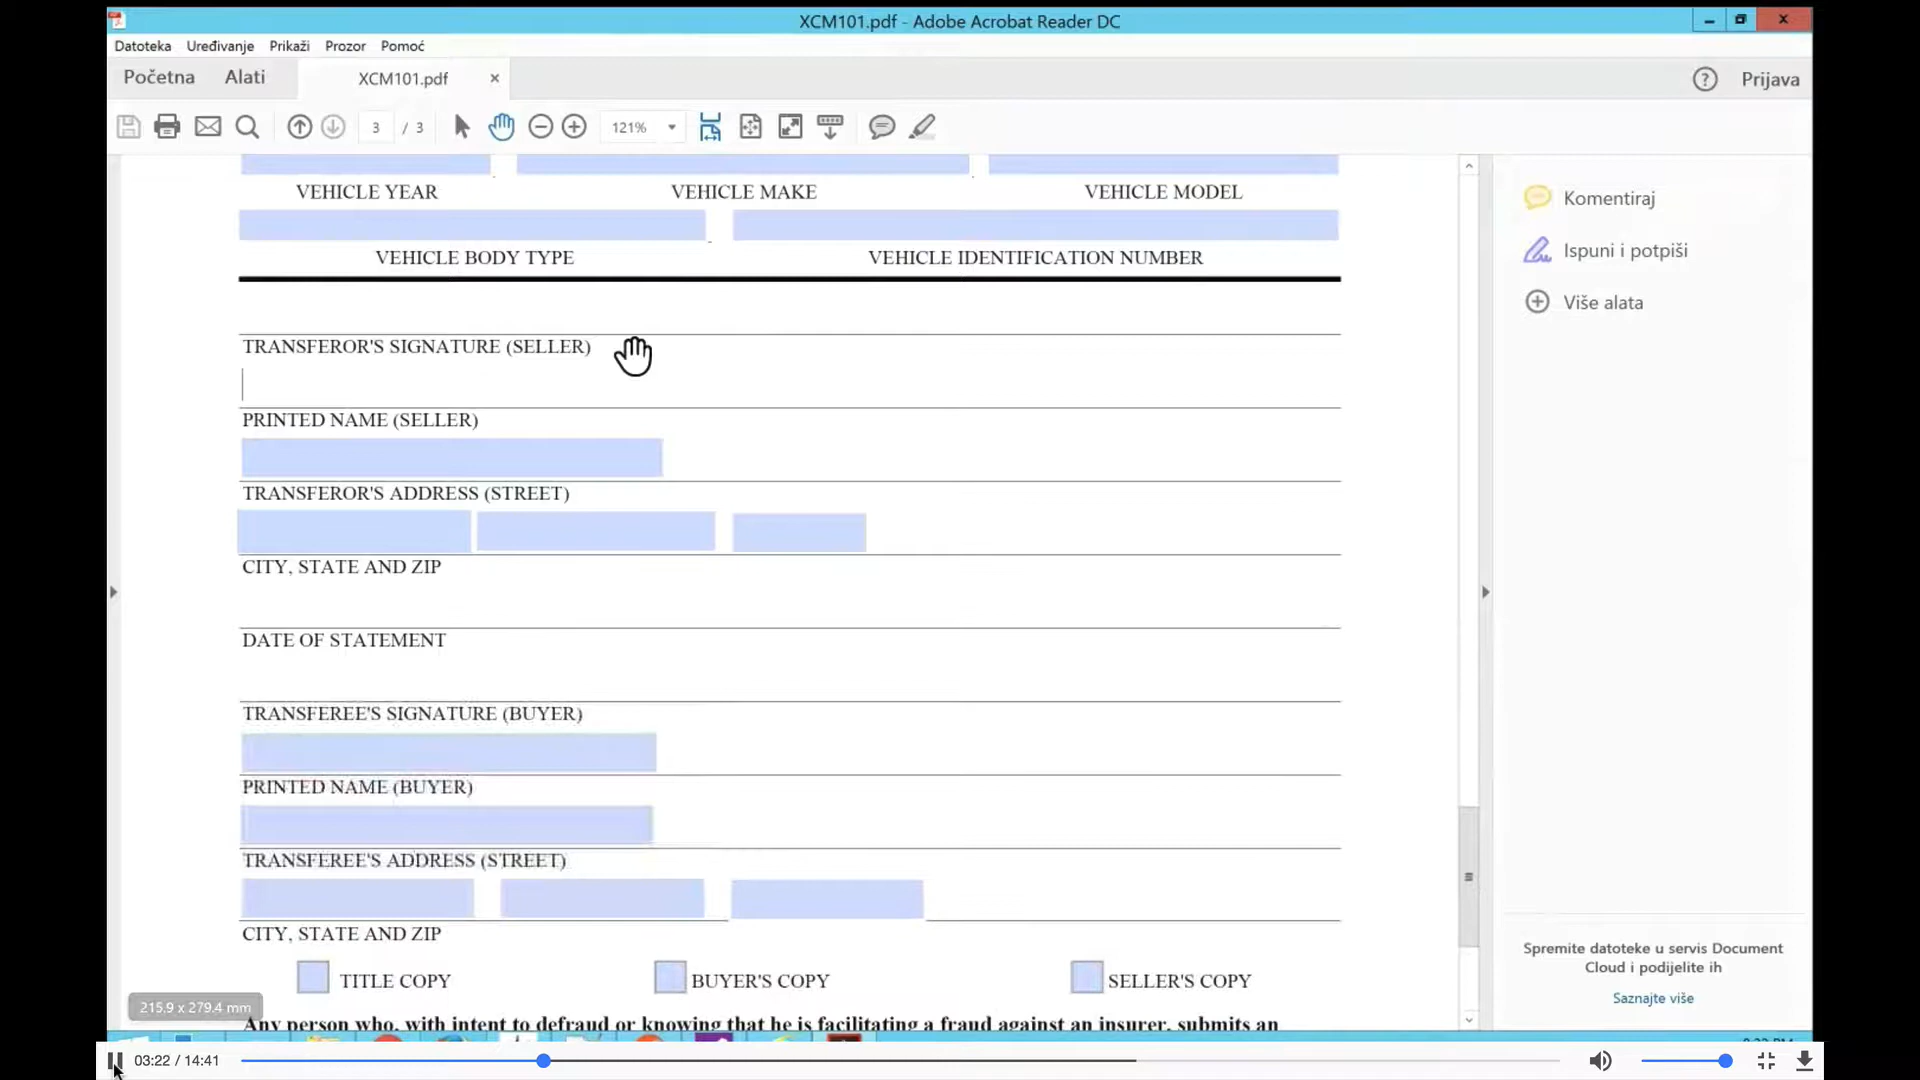 XCM101.pdf - Adobe Acrobat Reader DC
Datoteka Uređivanje Prikaži Prozor Pomoć
Početna Alati XCM101.pdf Prijava
3 / 3 121%
VEHICLE YEAR VEHICLE MAKE VEHICLE MODEL
VEHICLE BODY TYPE VEHICLE IDENTIFICATION NUMBER
TRANSFEROR'S SIGNATURE (SELLER)
PRINTED NAME (SELLER)
TRANSFEROR'S ADDRESS (STREET)
CITY, STATE AND ZIP
DATE OF STATEMENT
TRANSFEREE'S SIGNATURE (BUYER)
PRINTED NAME (BUYER)
TRANSFEREE'S ADDRESS (STREET)
CITY, STATE AND ZIP
TITLE COPY BUYER'S COPY SELLER'S COPY
Any person who, with intent to defraud or knowing that he is facilitating a fraud against an insurer, submits an
215.9 x 279.4 mm
Komentiraj
Ispuni i potpiši
Više alata
Spremite datoteke u servis Document
Cloud i podijelite ih
Saznajte više
03:22 / 14:41